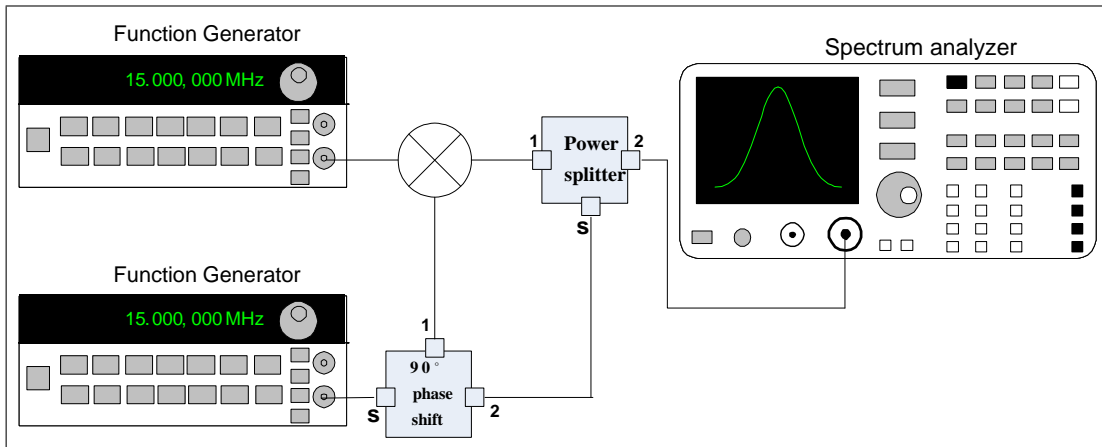 Function Generator
15.000,000 MHz
Spectrum analyzer
1
Power
splitter
2
S
Function Generator
15.000,000 MHz
1
90°
phase
shift
S
2